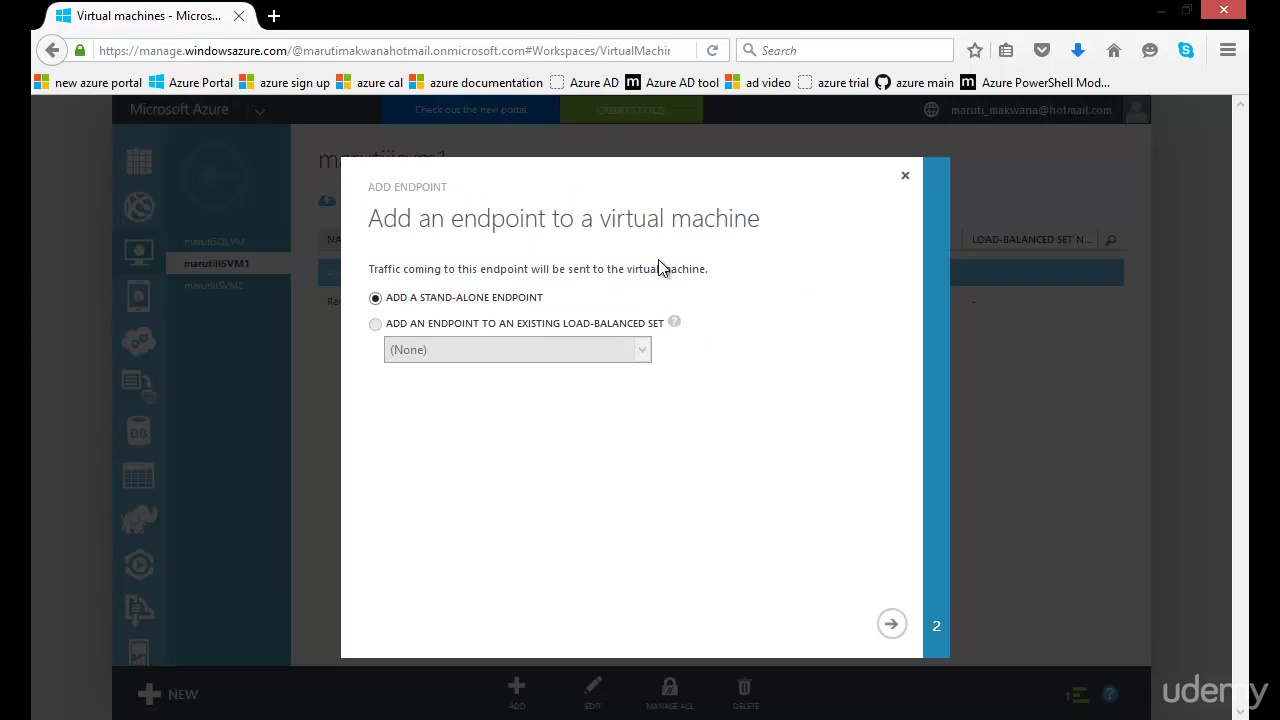 Virtual machines - Micros...
https://manage.windowsazure.com/@marutimakwanahotmail.onmicrosoft.com#Workspaces/VirtualMachin
Search
new azure portal
Azure Portal
azure sign up
azure cal
azure documentation
Azure AD
Azure AD tool
ad video
azure trial
azure main
Azure PowerShell Mod...
Microsoft Azure
Check out the new portal
CREDIT STATUS
maruti_makwana@hotmail.com
ADD ENDPOINT
Add an endpoint to a virtual machine
LOAD-BALANCED SET N...
marutiSQLVM
marutiIISVM1
marutiIISVM2
Traffic coming to this endpoint will be sent to the virtual machine.
ADD A STAND-ALONE ENDPOINT
ADD AN ENDPOINT TO AN EXISTING LOAD-BALANCED SET
(None)
2
NEW
ADD
EDIT
MANAGE ACL
DELETE
1
udemy